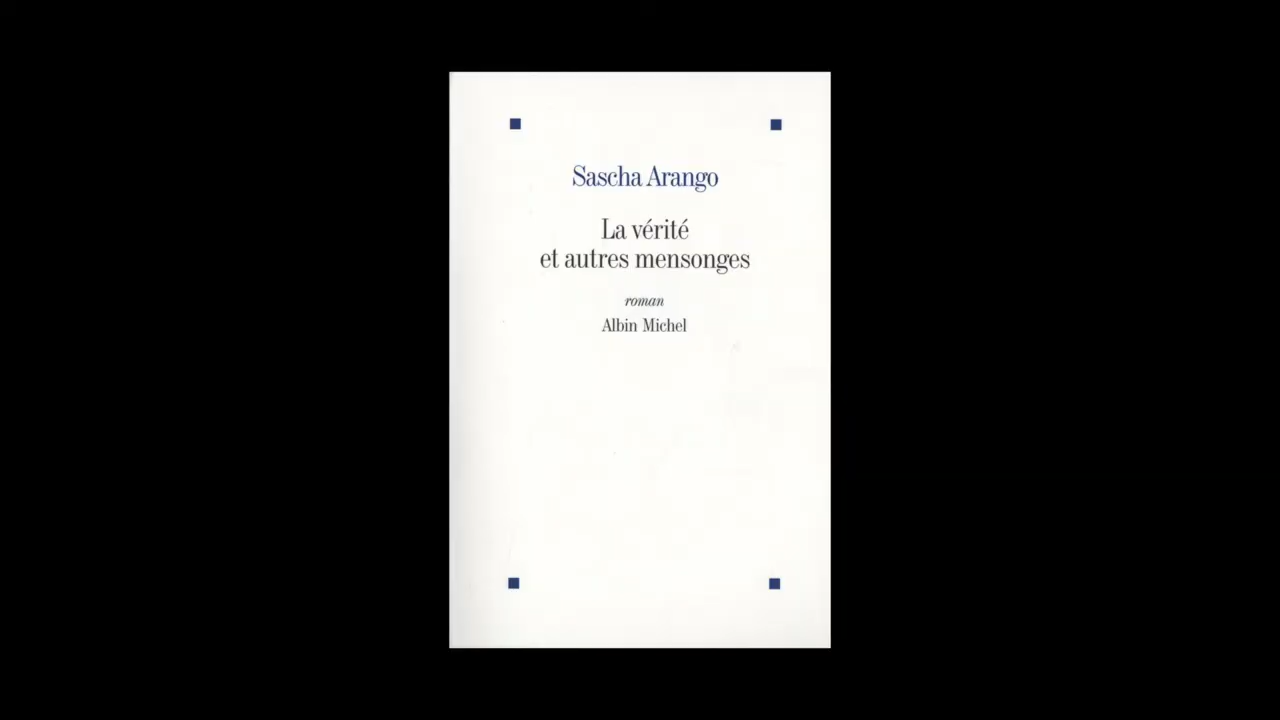 Sascha Arango
La vérité
et autres mensonges
roman
Albin Michel